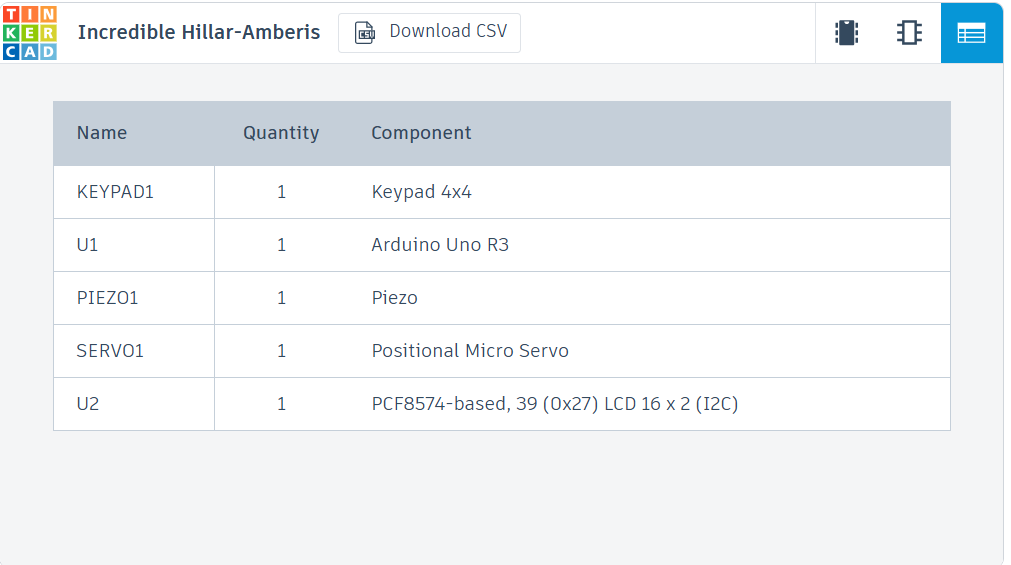 TIN
KER
CAD
Incredible Hillar-Amberis
CSV Download CSV
Name Quantity Component
KEYPAD1 1 Keypad 4x4
U1 1 Arduino Uno R3
PIEZO1 1 Piezo
SERVO1 1 Positional Micro Servo
U2 1 PCF8574-based, 39 (0x27) LCD 16 x 2 (I2C)